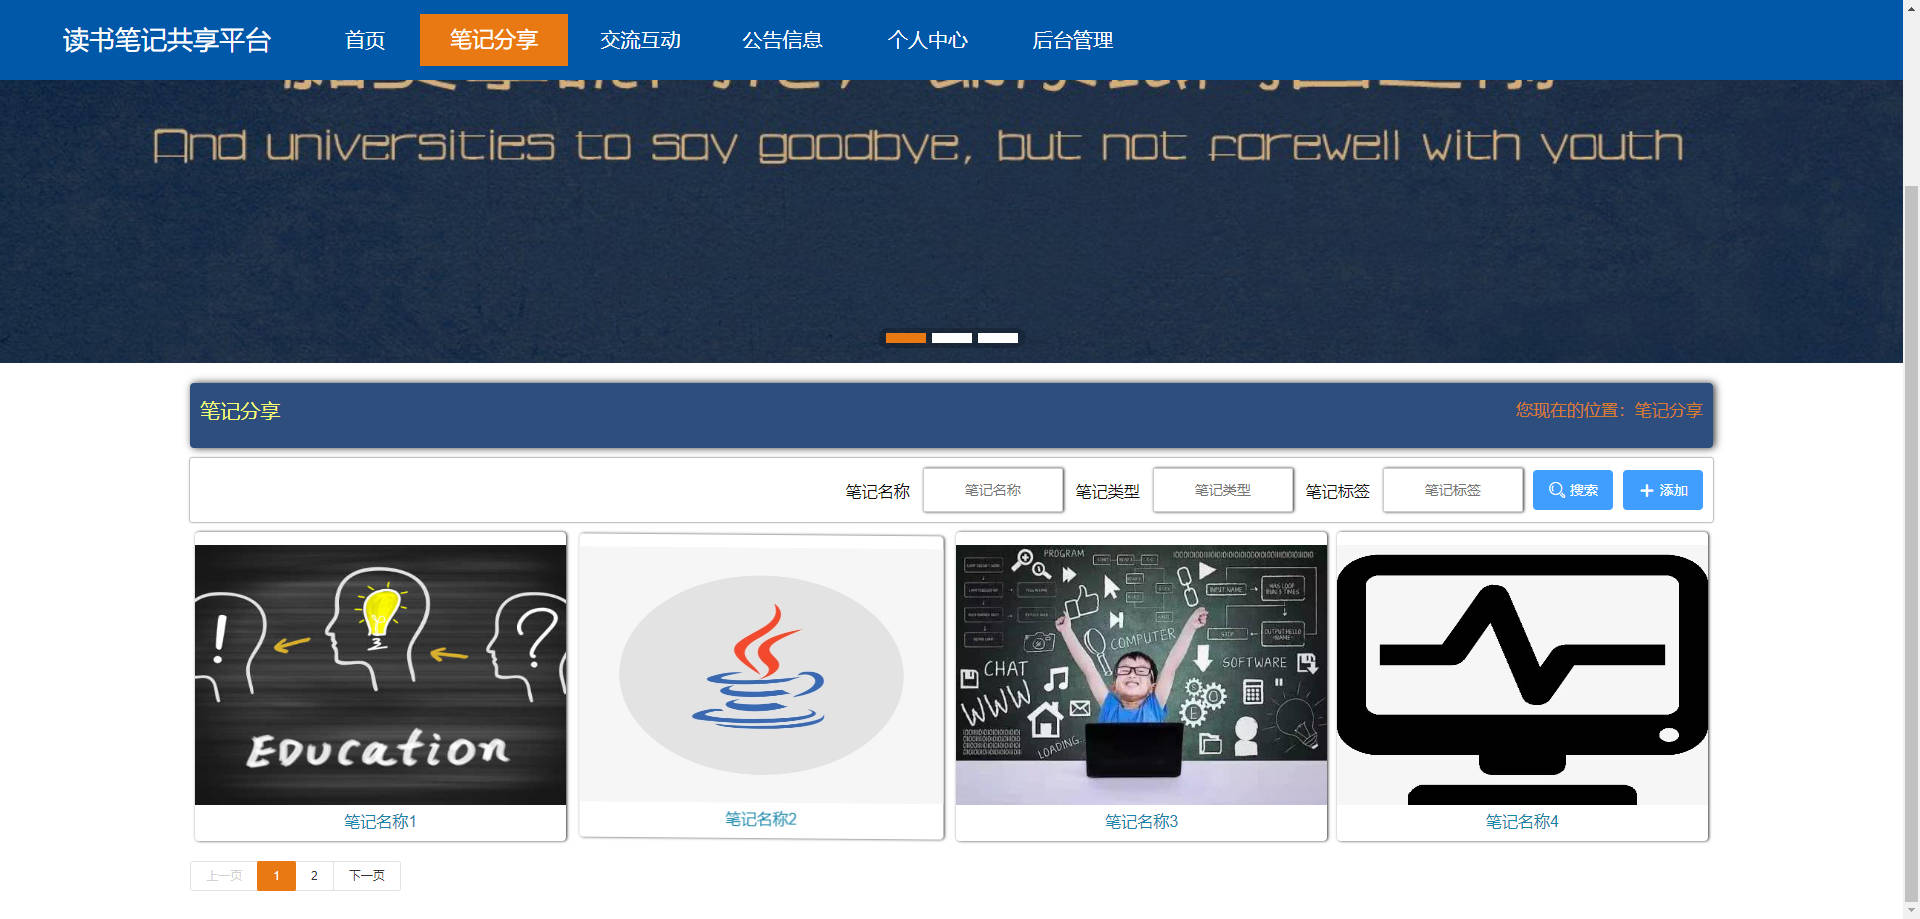 读书笔记共享平台 首页 笔记分享 交流互动 公告信息 个人中心 后台管理
And universities to say goodbye, but not farewell with youth
笔记分享 您现在的位置：笔记分享
笔记名称 笔记名称 笔记类型 笔记类型 笔记标签 笔记标签 搜索 添加
EDUCATION
PROGRAM
INPUT NAME
COMPUTER
SOFTWARE
CHAT
WWW
LOADING
笔记名称1 笔记名称2 笔记名称3 笔记名称4
上一页 1 2 下一页